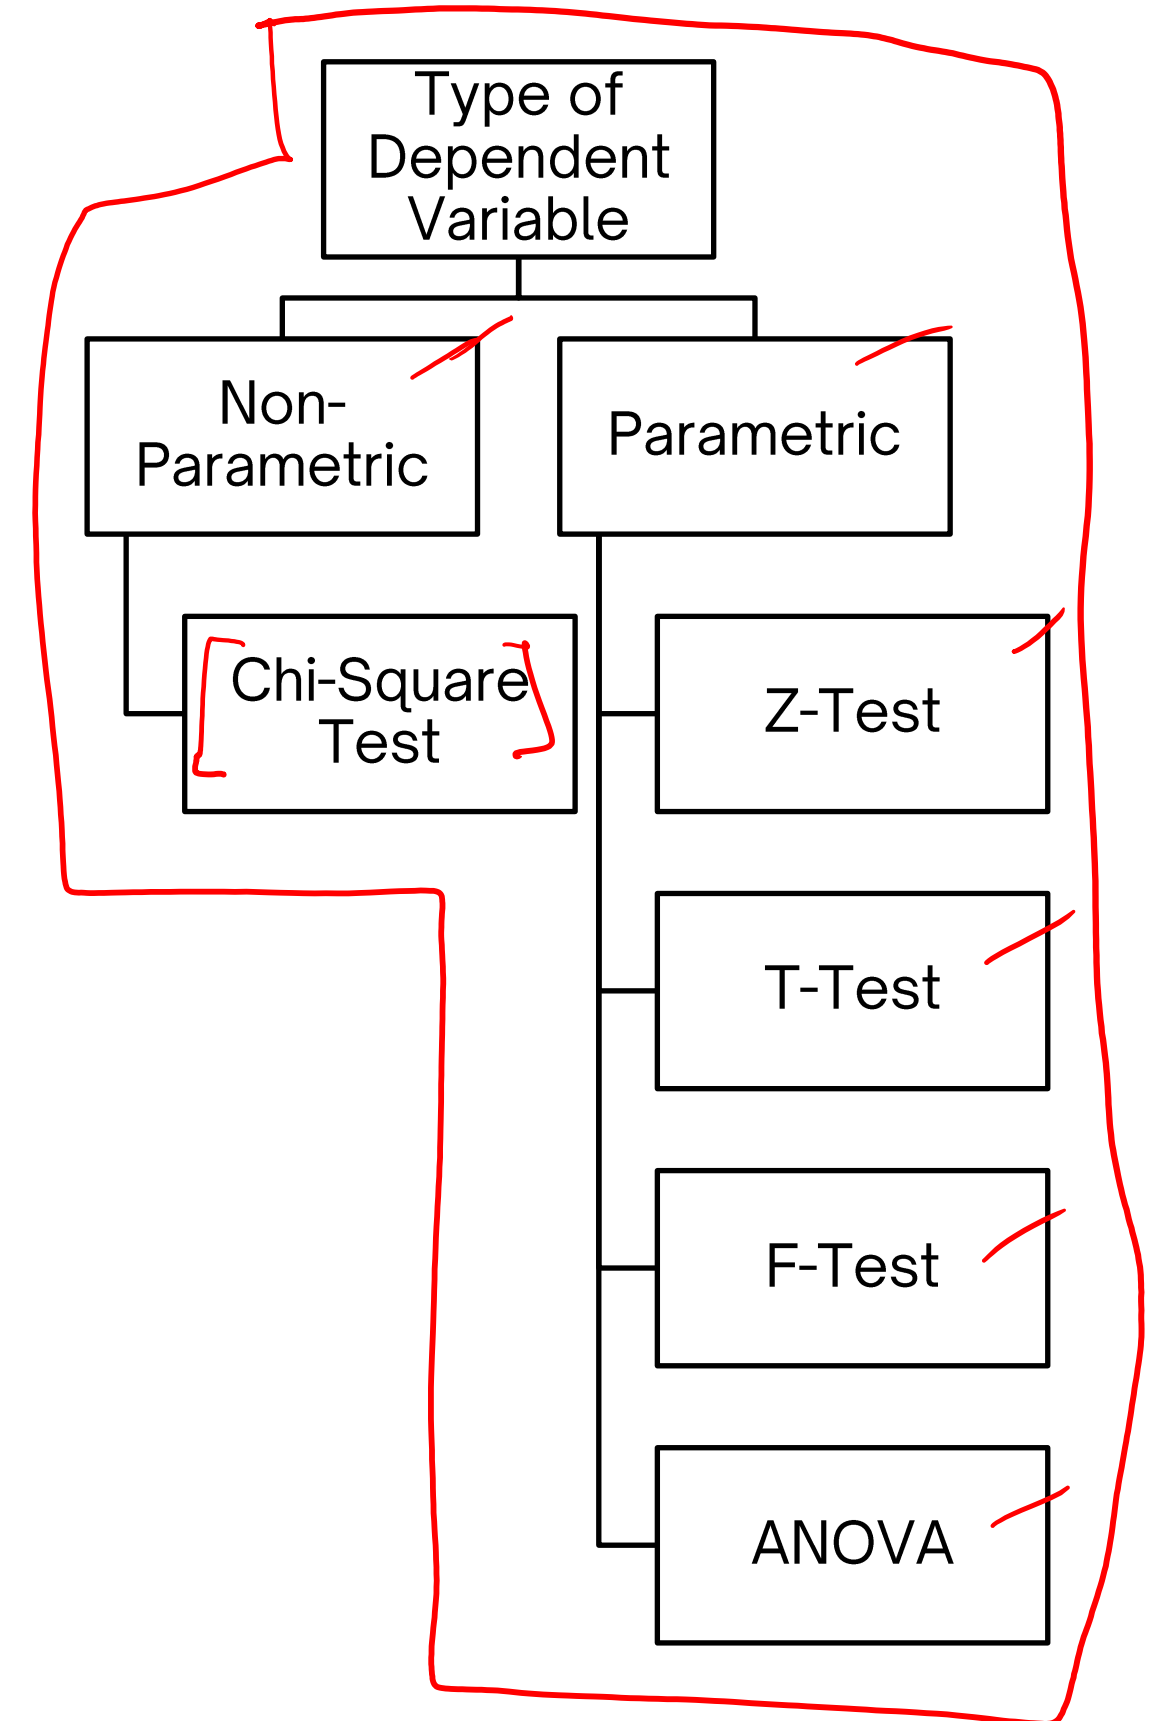 Type of
Dependent
Variable
Non-
Parametric
Parametric
Chi-Square
Test
Z-Test
T-Test
F-Test
ANOVA